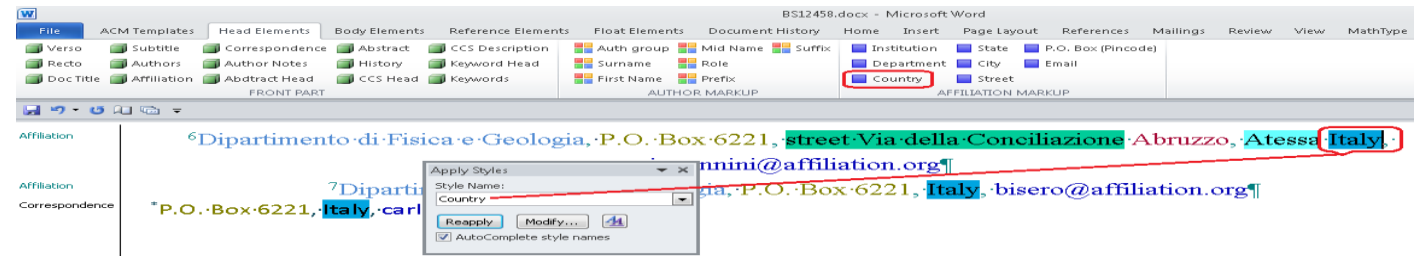 W
BS12458.docx - Microsoft Word
File ACM Templates Head Elements Body Elements Reference Elements Float Elements Document History Home Insert Page Layout References Mailings Review View MathType
Verso Subtitle Correspondence Abstract CCS Description Auth group Mid Name Suffix Institution State P.O. Box (Pincode)
Recto Authors Author Notes History Keyword Head Surname Role Department City Email
Doc Title Affiliation Abdtract Head CCS Head Keywords First Name Prefix Country Street
FRONT PART AUTHOR MARKUP AFFILIATION MARKUP
Affiliation ⁶Dipartimento·di·Fisica·e·Geologia,·P.O.·Box·6221,·street·Via·della·Conciliazione·Abruzzo,·Atessa·Italy,·
nnini@affiliation.org¶
Affiliation ⁷Diparti gia,·P.O.·Box·6221,·Italy,·bisero@affiliation.org¶
Correspondence *P.O.·Box·6221,·Italy,·carl
Apply Styles
Style Name:
Country
Reapply Modify...
AutoComplete style names